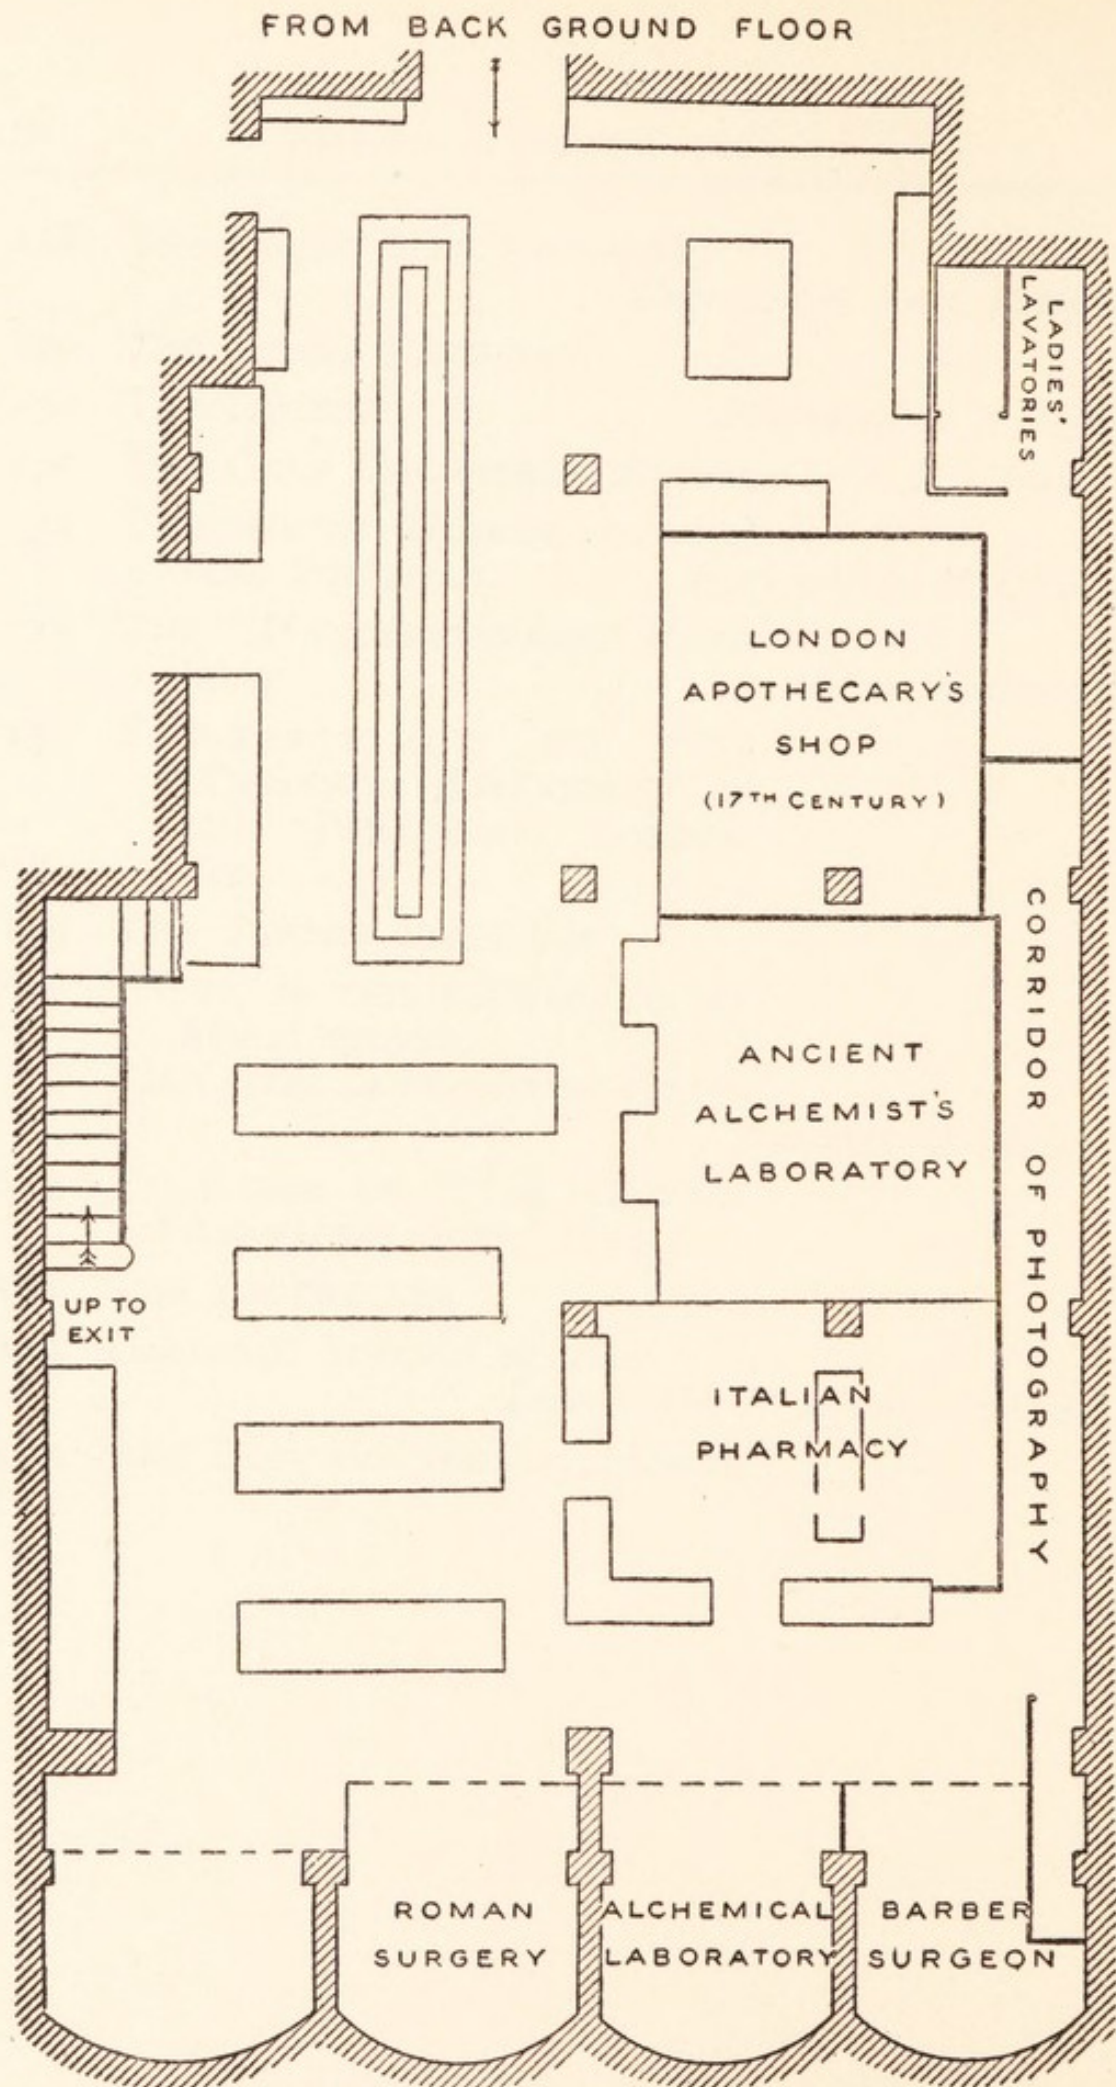 FROM BACK GROUND FLOOR
LADIES'
LAVATORIES
LONDON
APOTHECARY'S
SHOP
(17TH CENTURY)
CORRIDOR OF PHOTOGRAPHY
ANCIENT
ALCHEMIST'S
LABORATORY
UP TO
EXIT
ITALIAN
PHARMACY
ROMAN
SURGERY
ALCHEMICAL
LABORATORY
BARBER
SURGEON